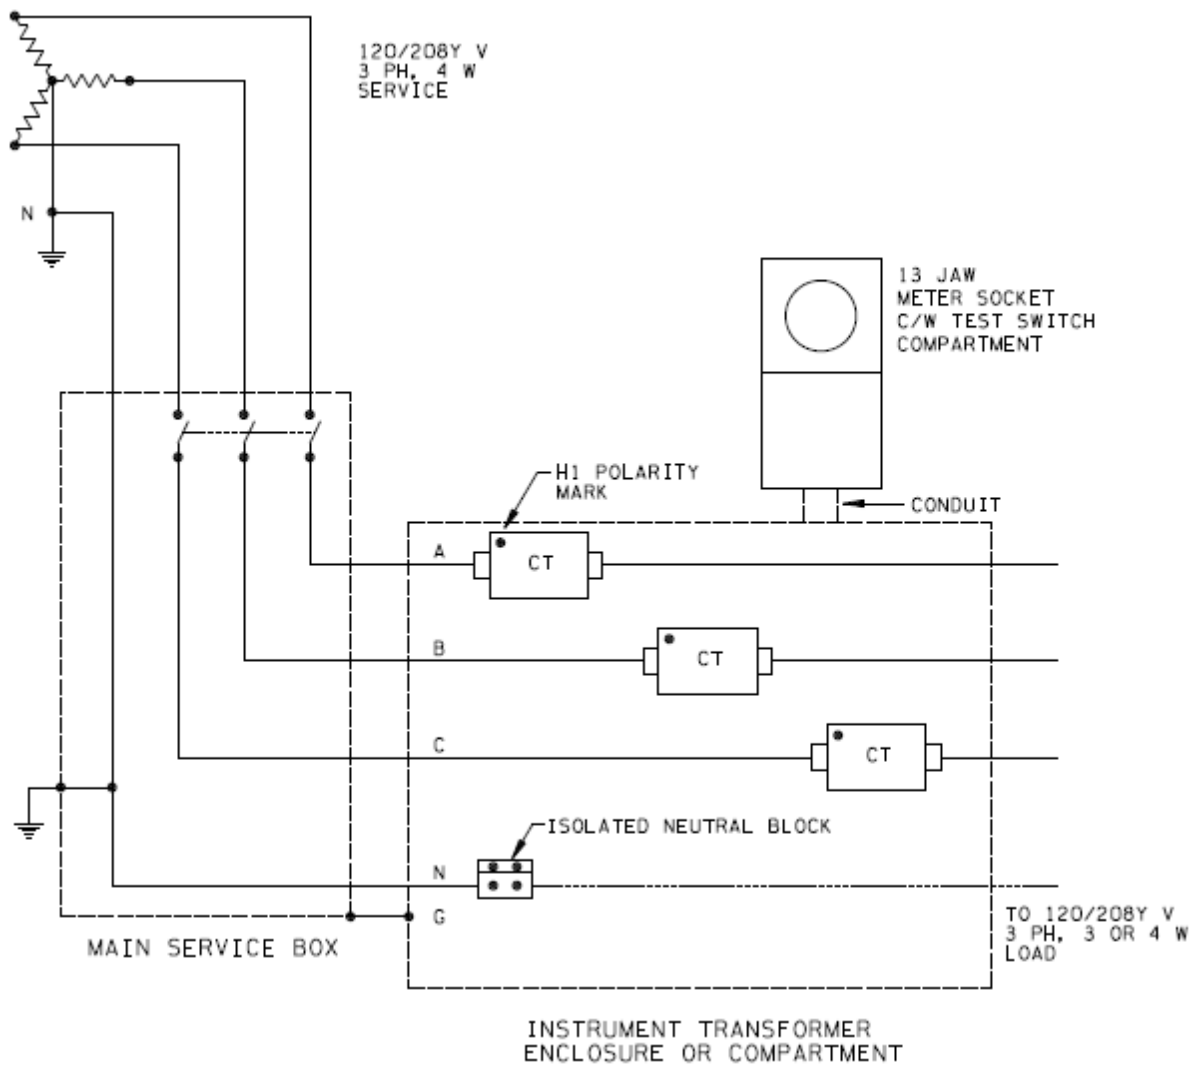 120/208Y V
3 PH, 4 W
SERVICE
N
13 JAW
METER SOCKET
C/W TEST SWITCH
COMPARTMENT
H1 POLARITY
MARK
CONDUIT
A
CT
B
CT
C
CT
ISOLATED NEUTRAL BLOCK
N
G
TO 120/208Y V
3 PH, 3 OR 4 W
LOAD
MAIN SERVICE BOX
INSTRUMENT TRANSFORMER
ENCLOSURE OR COMPARTMENT